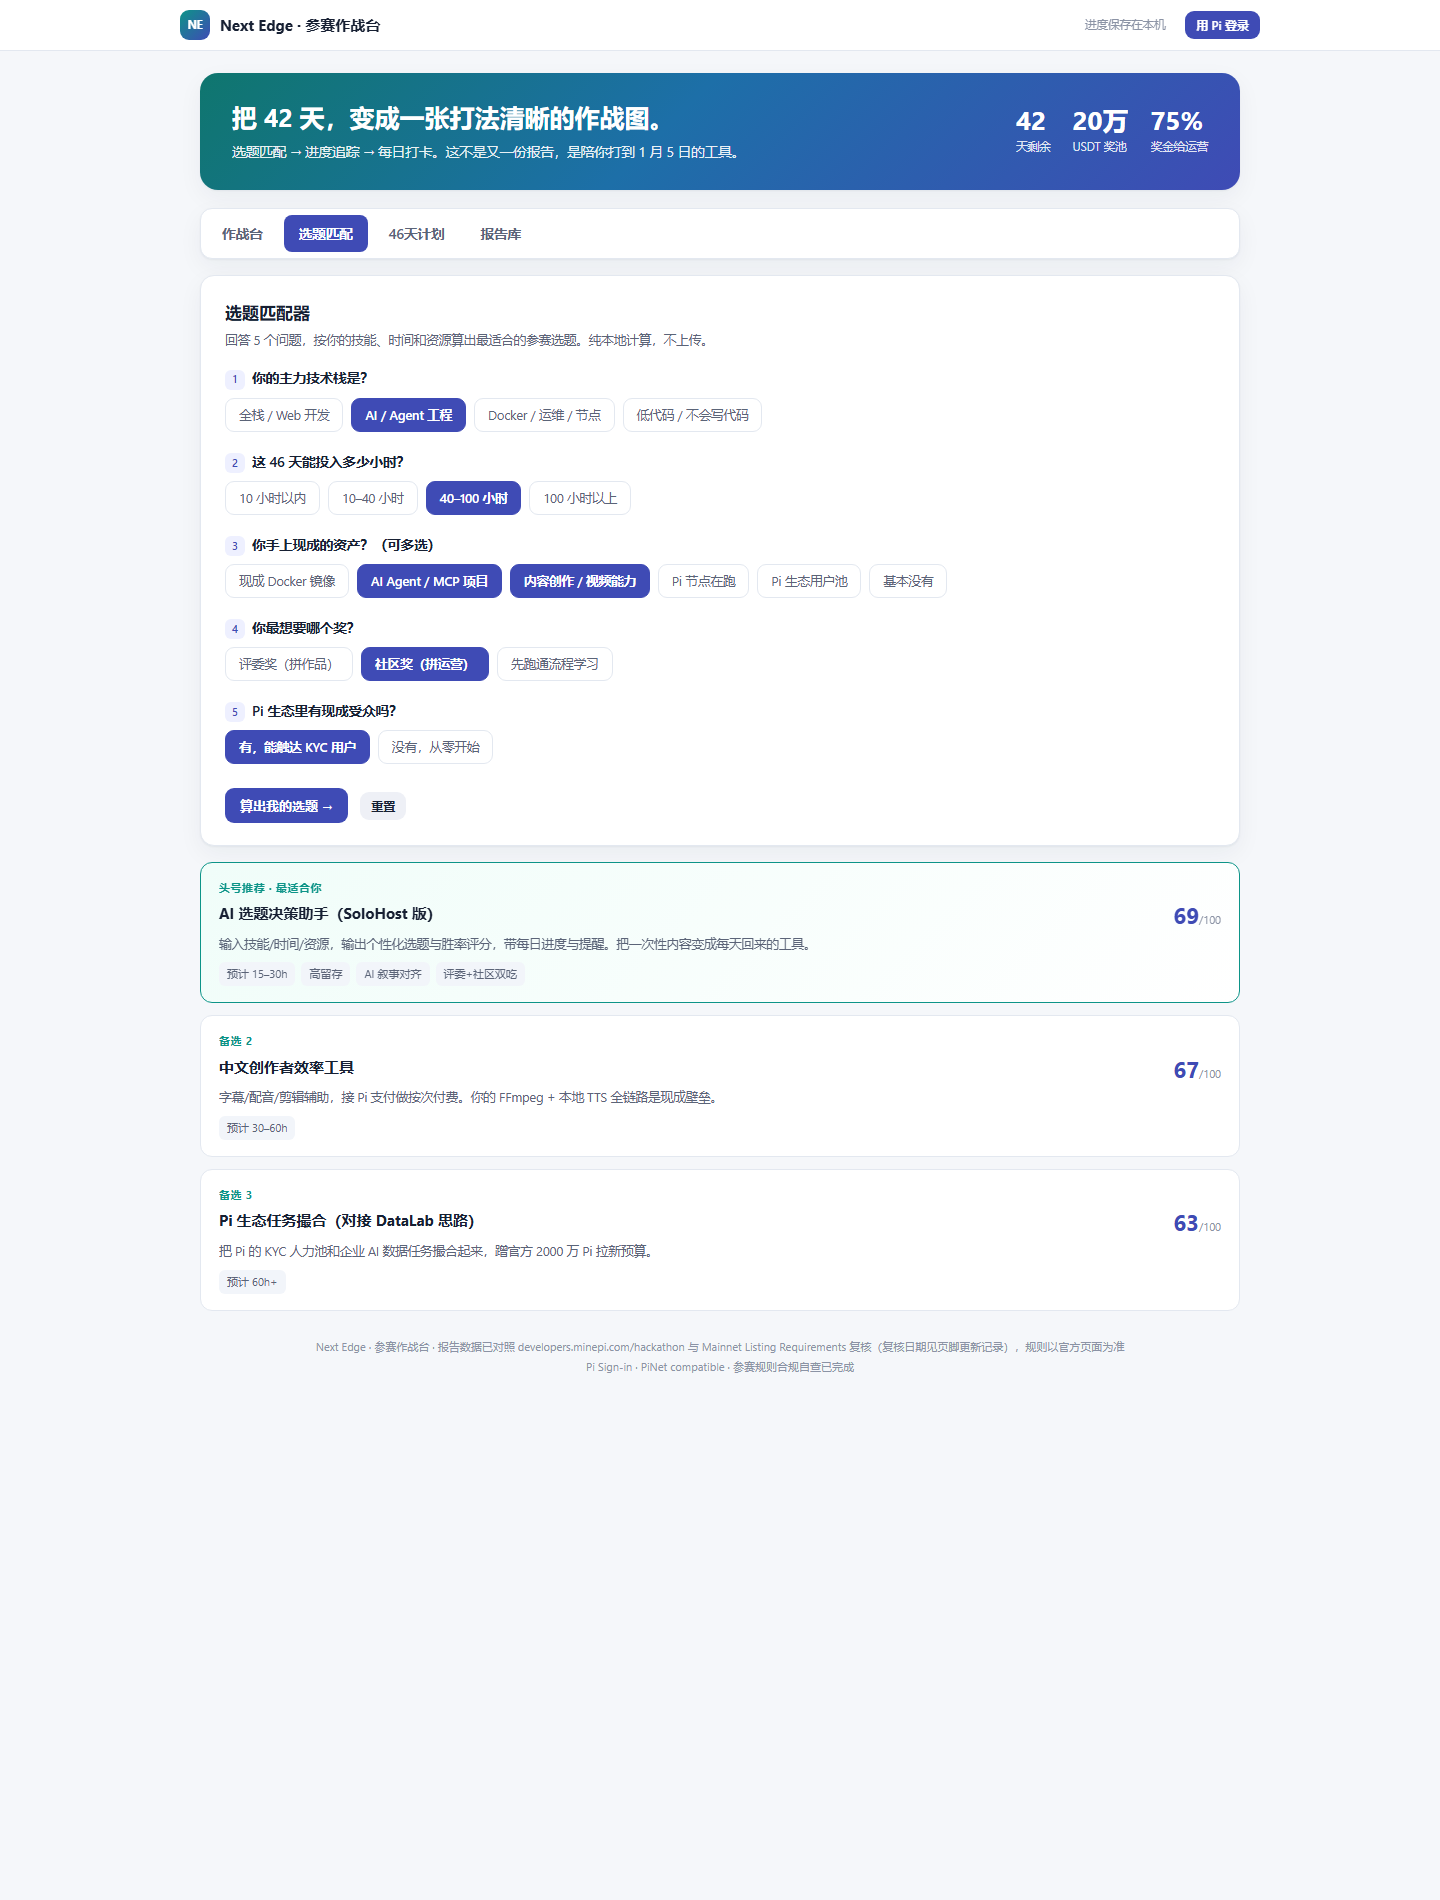 NE Next Edge · 参赛作战台 进度保存在本机 用 Pi 登录
把 42 天，变成一张打法清晰的作战图。
选题匹配 → 进度追踪 → 每日打卡。这不是又一份报告，是陪你打到 1 月 5 日的工具。
42 20万 75%
天剩余 USDT 奖池 奖金给运营
作战台 选题匹配 46天计划 报告库
选题匹配器
回答 5 个问题，按你的技能、时间和资源算出最适合的参赛选题。纯本地计算，不上传。
1 你的主力技术栈是？
全栈 / Web 开发 AI / Agent 工程 Docker / 运维 / 节点 低代码 / 不会写代码
2 这 46 天能投入多少小时？
10 小时以内 10–40 小时 40–100 小时 100 小时以上
3 你手上现成的资产？（可多选）
现成 Docker 镜像 AI Agent / MCP 项目 内容创作 / 视频能力 Pi 节点在跑 Pi 生态用户池 基本没有
4 你最想要哪个奖？
评委奖（拼作品） 社区奖（拼运营） 先跑通流程学习
5 Pi 生态里有现成受众吗？
有，能触达 KYC 用户 没有，从零开始
算出我的选题 → 重置
头号推荐 · 最适合你
AI 选题决策助手（SoloHost 版） 69/100
输入技能/时间/资源，输出个性化选题与胜率评分，带每日进度与提醒。把一次性内容变成每天回来的工具。
预计 15–30h 高留存 AI 叙事对齐 评委+社区双吃
备选 2
中文创作者效率工具 67/100
字幕/配音/剪辑辅助，接 Pi 支付做按次付费。你的 FFmpeg + 本地 TTS 全链路是现成壁垒。
预计 30–60h
备选 3
Pi 生态任务撮合（对接 DataLab 思路） 63/100
把 Pi 的 KYC 人力池和企业 AI 数据任务撮合起来，蹭官方 2000 万 Pi 拉新预算。
预计 60h+
Next Edge · 参赛作战台 · 报告数据已对照 developers.minepi.com/hackathon 与 Mainnet Listing Requirements 复核（复核日期见页脚更新记录），规则以官方页面为准
Pi Sign-in · PiNet compatible · 参赛规则合规自查已完成